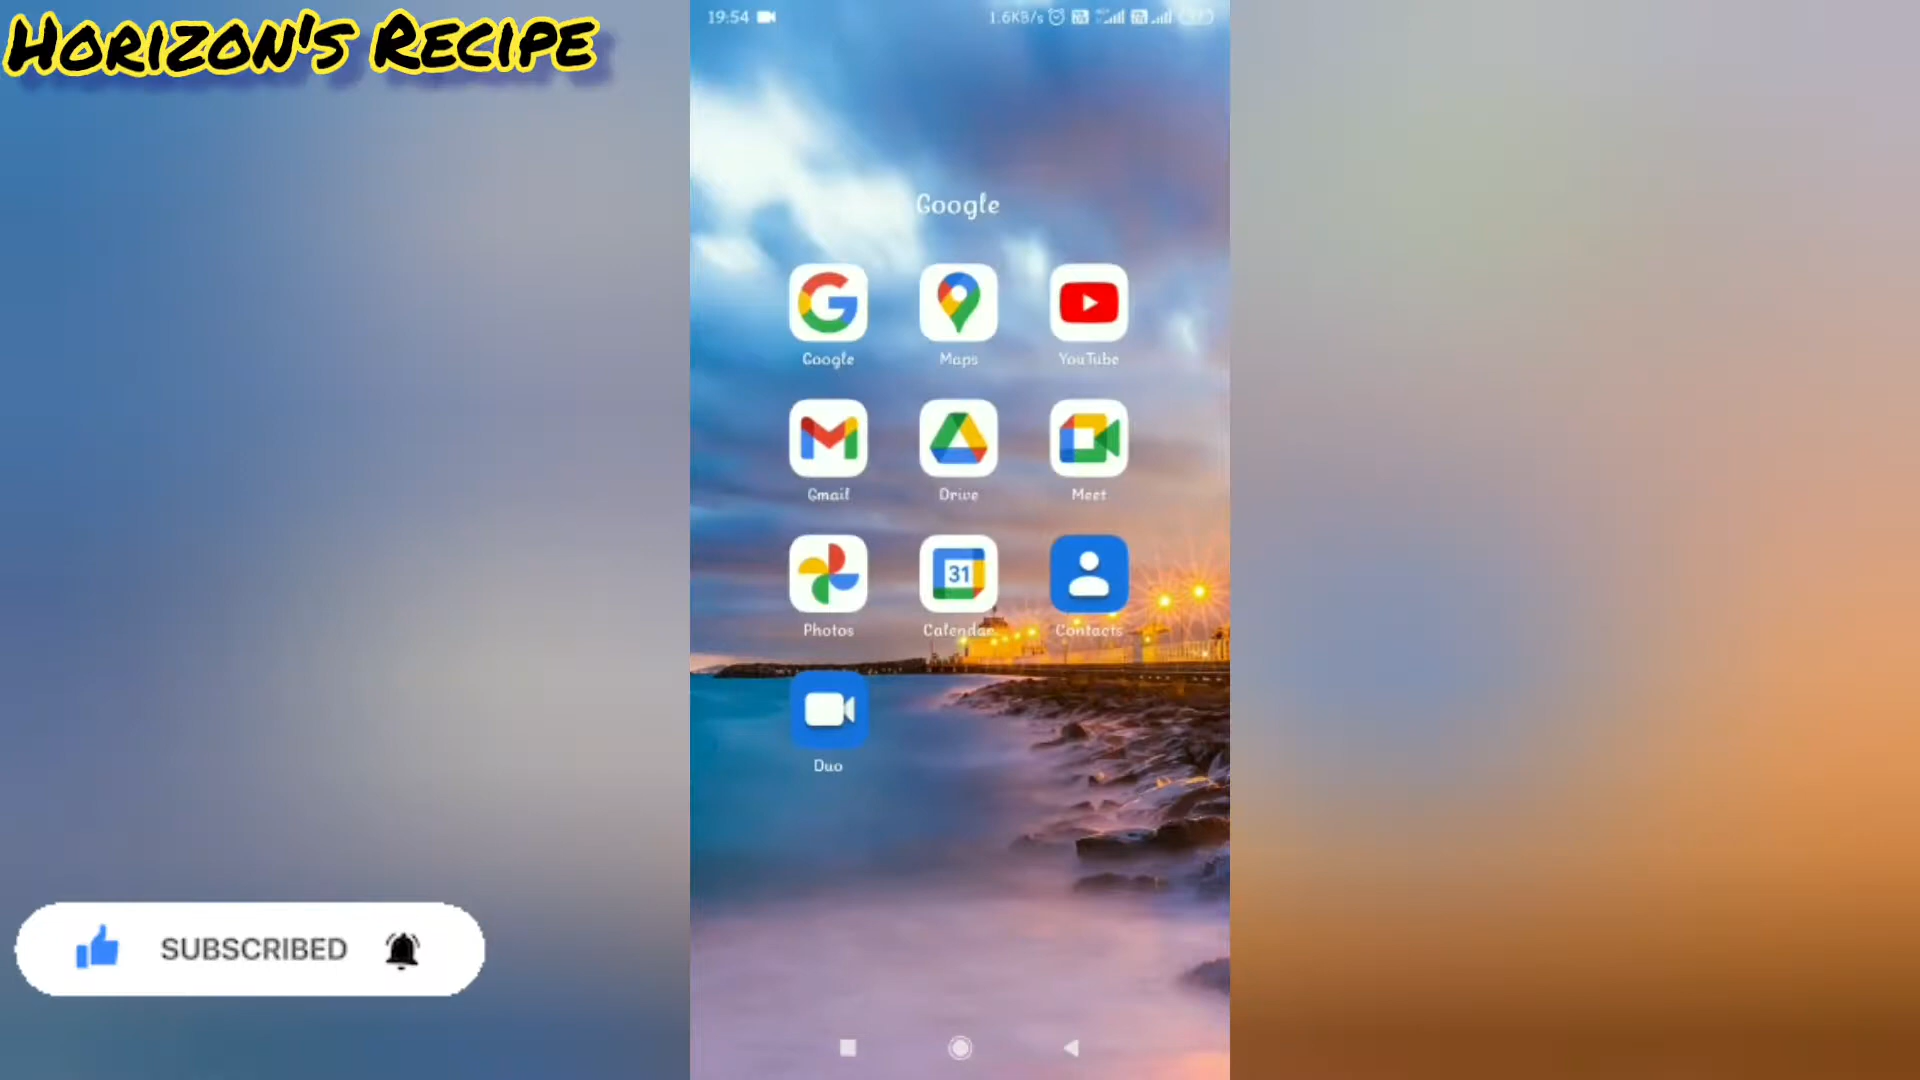 HORIZON'S RECIPE
19:54
1.6KB/s
Google
Google Maps YouTube
Gmail Drive Meet
31
Photos Calendar Contacts
Duo
SUBSCRIBED